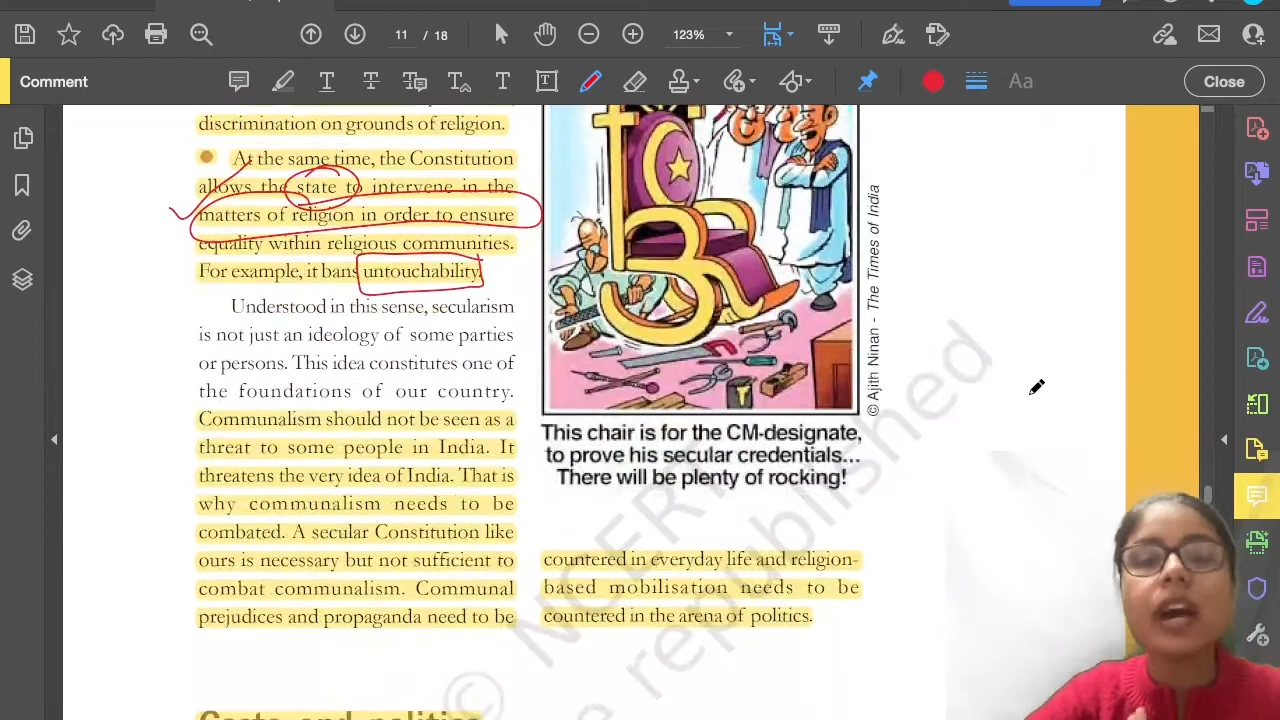 11 / 18
123%
Aa
Comment
Close
discrimination on grounds of religion.
At the same time, the Constitution
allows the state to intervene in the
matters of religion in order to ensure
equality within religious communities.
For example, it bans untouchability.
Understood in this sense, secularism
is not just an ideology of some parties
or persons. This idea constitutes one of
the foundations of our country.
Communalism should not be seen as a
threat to some people in India. It
threatens the very idea of India. That is
why communalism needs to be
combated. A secular Constitution like
ours is necessary but not sufficient to
combat communalism. Communal
prejudices and propaganda need to be
© Ajith Ninan - The Times of India
This chair is for the CM-designate,
to prove his secular credentials...
There will be plenty of rocking!
countered in everyday life and religion-
based mobilisation needs to be
countered in the arena of politics.
© NCERT
republished
Caste and politics